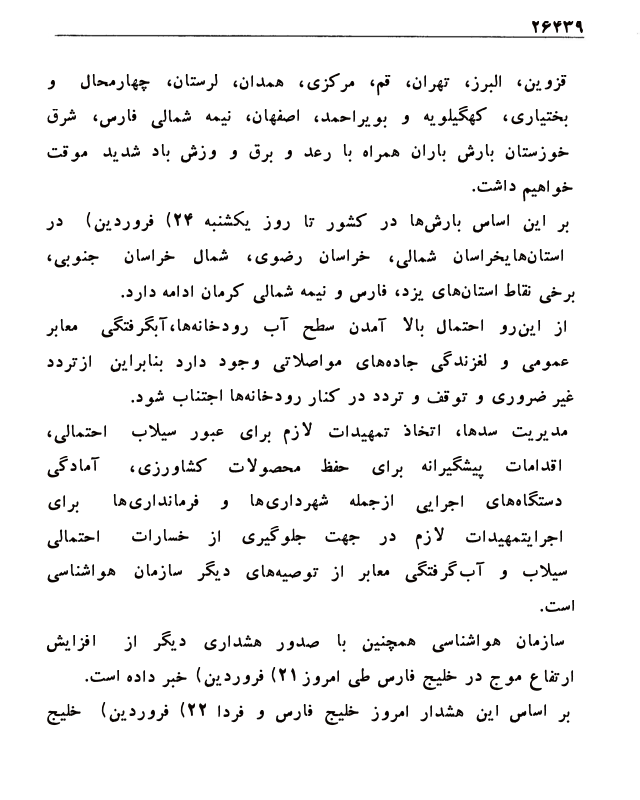 ۲۶۴۳۹
قزوین، البرز، تهران، قم، مرکزی، همدان، لرستان، چهارمحال و
بختیاری، کهگیلویه و بویراحمد، اصفهان، نیمه شمالی فارس، شرق
خوزستان بارش باران همراه با رعد و برق و وزش باد شدید موقت
خواهیم داشت.
بر این اساس بارش‌ها در کشور تا روز یکشنبه ۲۴) فروردین) در
استان‌هایخراسان شمالی، خراسان رضوی، شمال خراسان جنوبی،
برخی نقاط استان‌های یزد، فارس و نیمه شمالی کرمان ادامه دارد.
از این‌رو احتمال بالا آمدن سطح آب رودخانه‌ها،آبگرفتگی معابر
عمومی و لغزندگی جاده‌های مواصلاتی وجود دارد بنابراین ازتردد
غیر ضروری و توقف و تردد در کنار رودخانه‌ها اجتناب شود.
مدیریت سدها، اتخاذ تمهیدات لازم برای عبور سیلاب احتمالی،
اقدامات پیشگیرانه برای حفظ محصولات کشاورزی، آمادگی
دستگاه‌های اجرایی ازجمله شهرداری‌ها و فرمانداری‌ها برای
اجرایتمهیدات لازم در جهت جلوگیری از خسارات احتمالی
سیلاب و آب‌گرفتگی معابر از توصیه‌های دیگر سازمان هواشناسی
است.
سازمان هواشناسی همچنین با صدور هشداری دیگر از افزایش
ارتفاع موج در خلیج فارس طی امروز ۲۱) فروردین) خبر داده است.
بر اساس این هشدار امروز خلیج فارس و فردا ۲۲) فروردین) خلیج